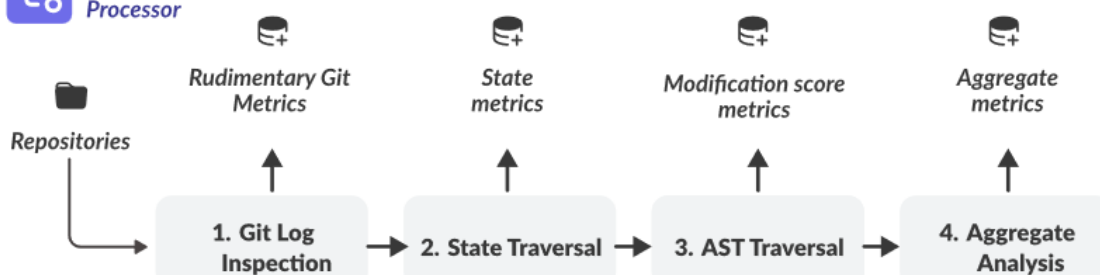 Processor
Rudimentary Git
Metrics
State
metrics
Modification score
metrics
Aggregate
metrics
Repositories
1. Git Log
Inspection
2. State Traversal
3. AST Traversal
4. Aggregate
Analysis